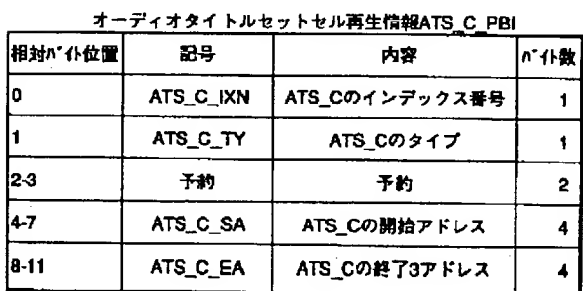 オーディオタイトルセットセル再生情報ATS_C_PBI
相対ﾊﾞｲﾄ位置 記号 内容 ﾊﾞｲﾄ数
0 ATS_C_IXN ATS_Cのインデックス番号 1
1 ATS_C_TY ATS_Cのタイプ 1
2-3 予約 予約 2
4-7 ATS_C_SA ATS_Cの開始アドレス 4
8-11 ATS_C_EA ATS_Cの終了3アドレス 4